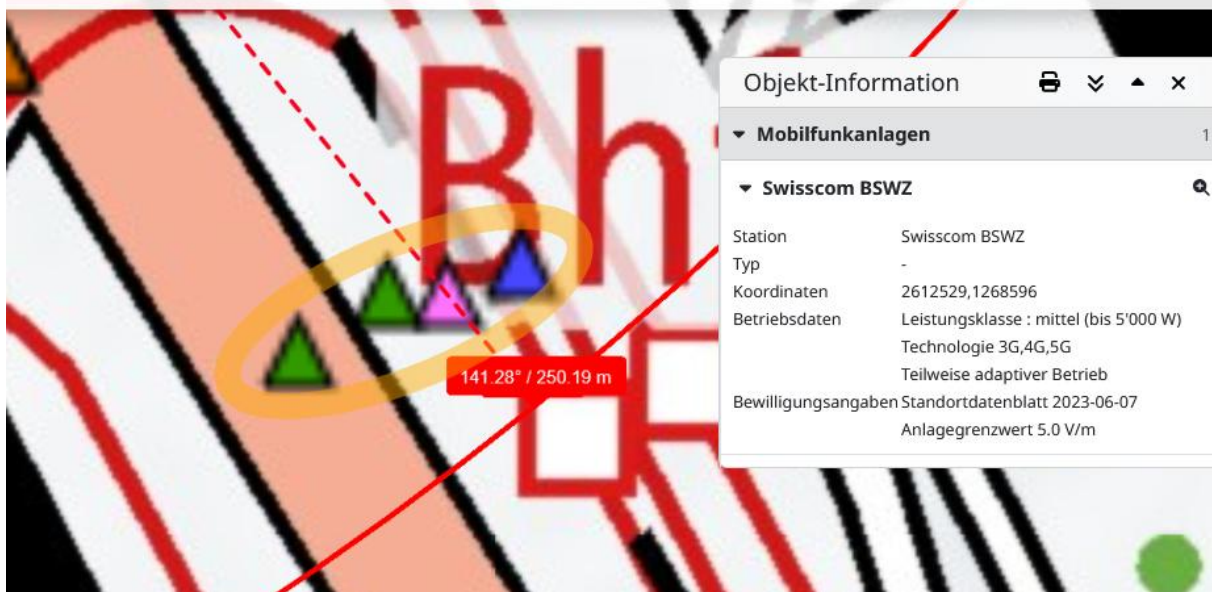 Bh
141.28° / 250.19 m
Objekt-Information
Mobilfunkanlagen 1
Swisscom BSWZ
Station Swisscom BSWZ
Typ -
Koordinaten 2612529,1268596
Betriebsdaten Leistungsklasse : mittel (bis 5'000 W)
Technologie 3G,4G,5G
Teilweise adaptiver Betrieb
Bewilligungsangaben Standortdatenblatt 2023-06-07
Anlagegrenzwert 5.0 V/m